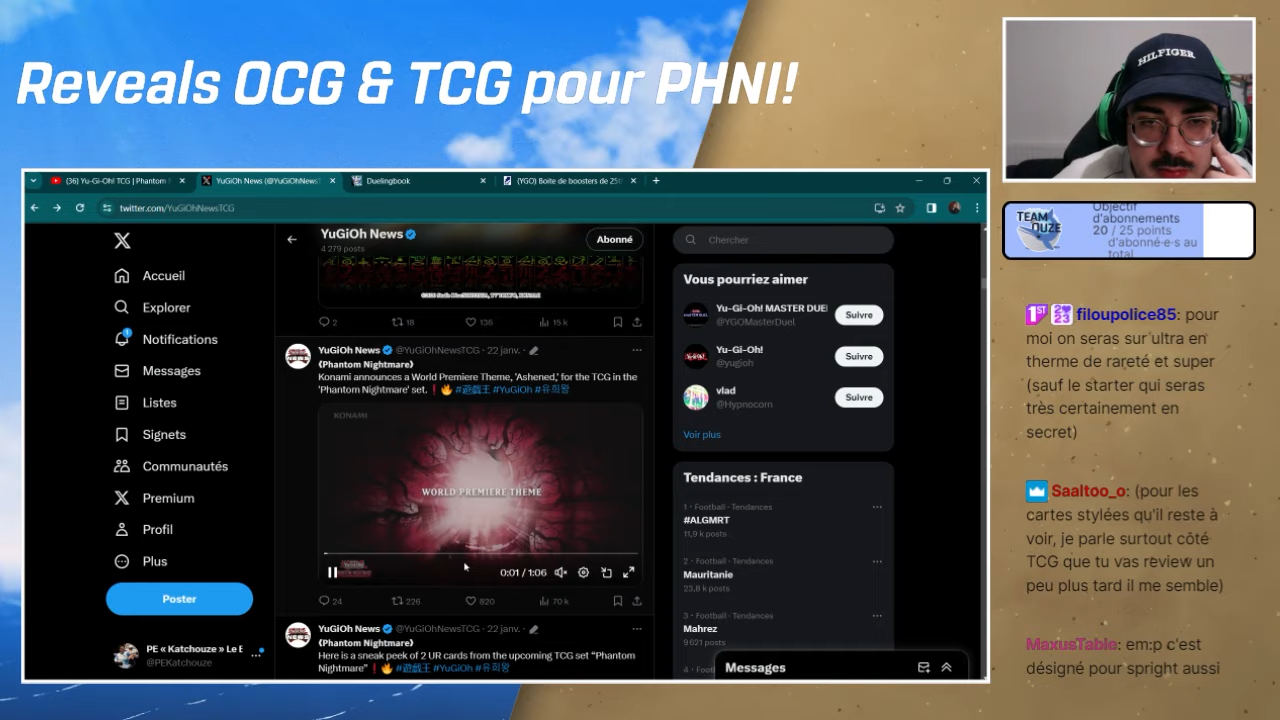 Reveals OCG & TCG pour PHNI!
HILFIGER
(36) Yu-Gi-Oh! TCG | Phantom
YuGiOh News (@YuGiOhNewsT
Duelingbook
(YGO) Boite de boosters de 25
twitter.com/YuGiOhNewsTCG
Accueil
Explorer
1
Notifications
Messages
Listes
Signets
Communautés
Premium
Profil
Plus
Poster
PE « Katchouze » Le E
@PEKatchouze
YuGiOh News
4 279 posts
Abonné
2
18
136
15 k
YuGiOh News @YuGiOhNewsTCG · 22 janv. ·
《Phantom Nightmare》
Konami announces a World Premiere Theme, 'Ashened,' for the TCG in the
'Phantom Nightmare' set.❗🔥 #遊戯王 #YuGiOh #유희왕
KONAMI
WORLD PREMIERE THEME
0:01 / 1:06
24
226
820
70 k
YuGiOh News @YuGiOhNewsTCG · 22 janv. ·
《Phantom Nightmare》
Here is a sneak peek of 2 UR cards from the upcoming TCG set "Phantom
Nightmare"❗🔥 #遊戯王 #YuGiOh #유희왕
Chercher
Vous pourriez aimer
Yu-Gi-Oh! MASTER DUE
@YGOMasterDuel
Suivre
Yu-Gi-Oh!
@yugioh
Suivre
vlad
@Hypnocorn
Suivre
Voir plus
Tendances : France
1 · Football · Tendances
#ALGMRT
11,9 k posts
2 · Football · Tendances
Mauritanie
23,8 k posts
3 · Football · Tendances
Mahrez
9 621 posts
Messages
TEAM
OUZE
Objectif
d'abonnements
20 / 25 points
d'abonné·e·s au
total
1ST 2023 filoupolice85: pour
moi on seras sur ultra en
therme de rareté et super
(sauf le starter qui seras
très certainement en
secret)
Saaltoo_o: (pour les
cartes stylées qu'il reste à
voir, je parle surtout côté
TCG que tu vas review un
peu plus tard il me semble)
MaxusTable: em:p c'est
désigné pour spright aussi